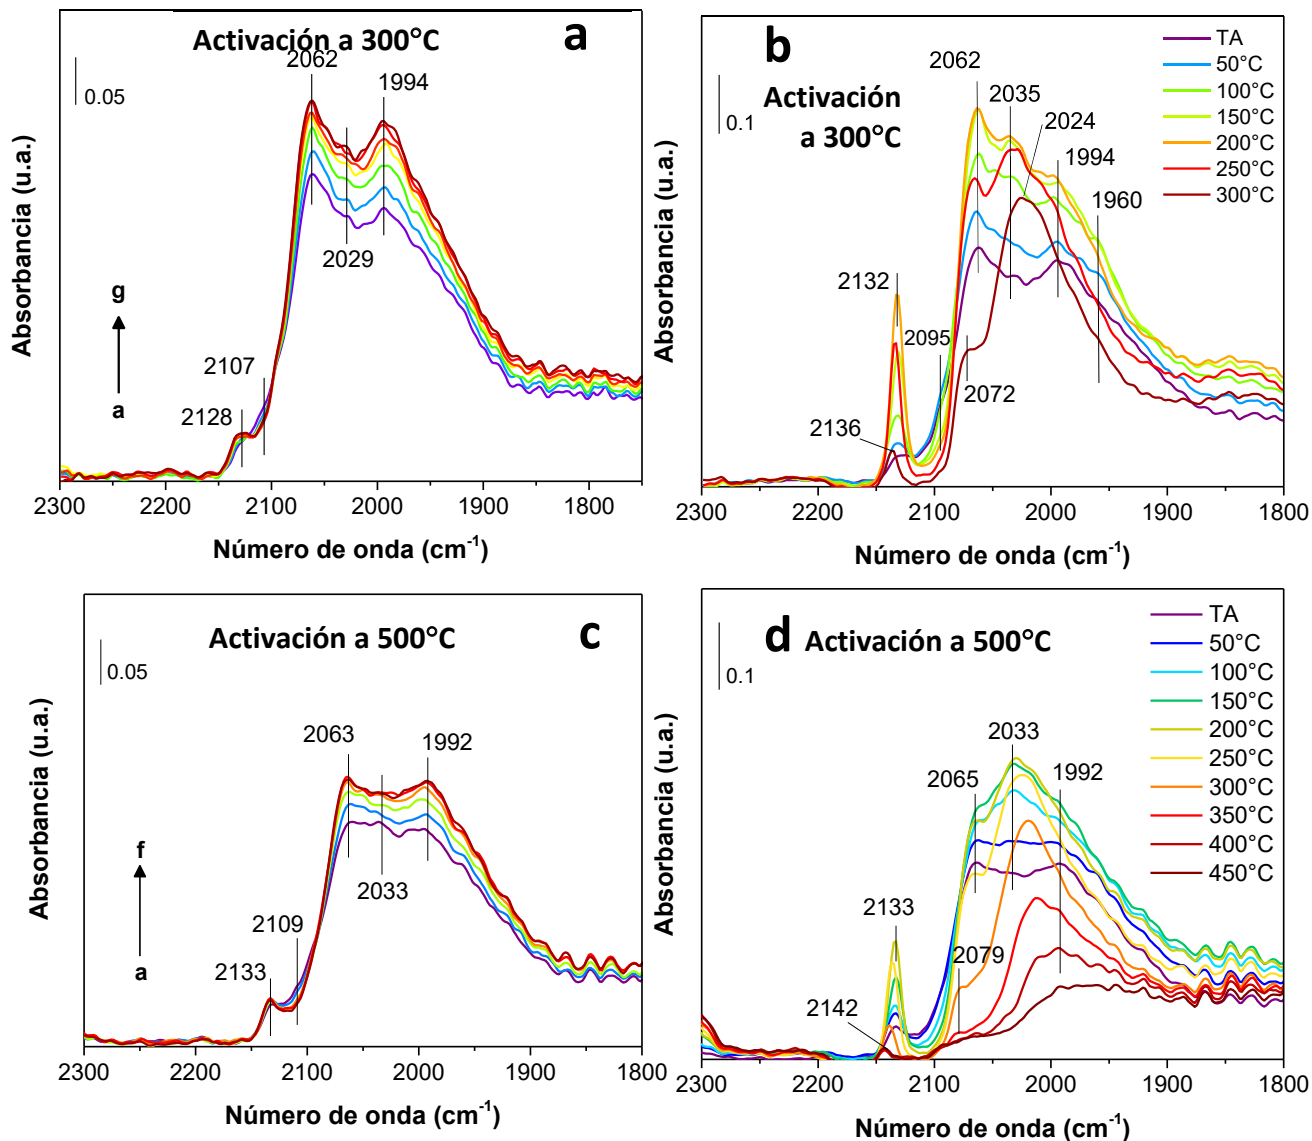 Activación a 300°C
a
2062
1994
0.05
2029
g
a
2107
2128
Absorbancia (u.a.)
2300
2200
2100
2000
1900
1800
Número de onda (cm-1)
b
Activación
a 300°C
0.1
2062
2035
2024
1994
1960
2132
2095
2072
2136
TA
50°C
100°C
150°C
200°C
250°C
300°C
Absorbancia (u.a.)
2300
2200
2100
2000
1900
1800
Número de onda (cm-1)
Activación a 500°C
c
0.05
2063
1992
2033
f
a
2109
2133
Absorbancia (u.a.)
2300
2200
2100
2000
1900
1800
Número de onda (cm-1)
d
Activación a 500°C
0.1
2033
2065
1992
2133
2079
2142
TA
50°C
100°C
150°C
200°C
250°C
300°C
350°C
400°C
450°C
Absorbancia (u.a.)
2300
2200
2100
2000
1900
1800
Número de onda (cm-1)